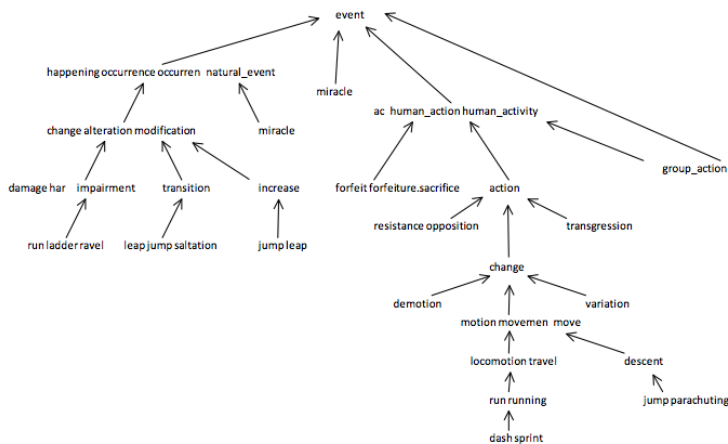 event
happening occurrence occurren natural_event
miracle
ac human_action human_activity
change alteration modification
miracle
group_action
damage har impairment
transition
increase
forfeit forfeiture.sacrifice
action
resistance opposition
transgression
run ladder ravel
leap jump saltation
jump leap
change
demotion
variation
motion movemen move
locomotion travel
descent
run running
jump parachuting
dash sprint